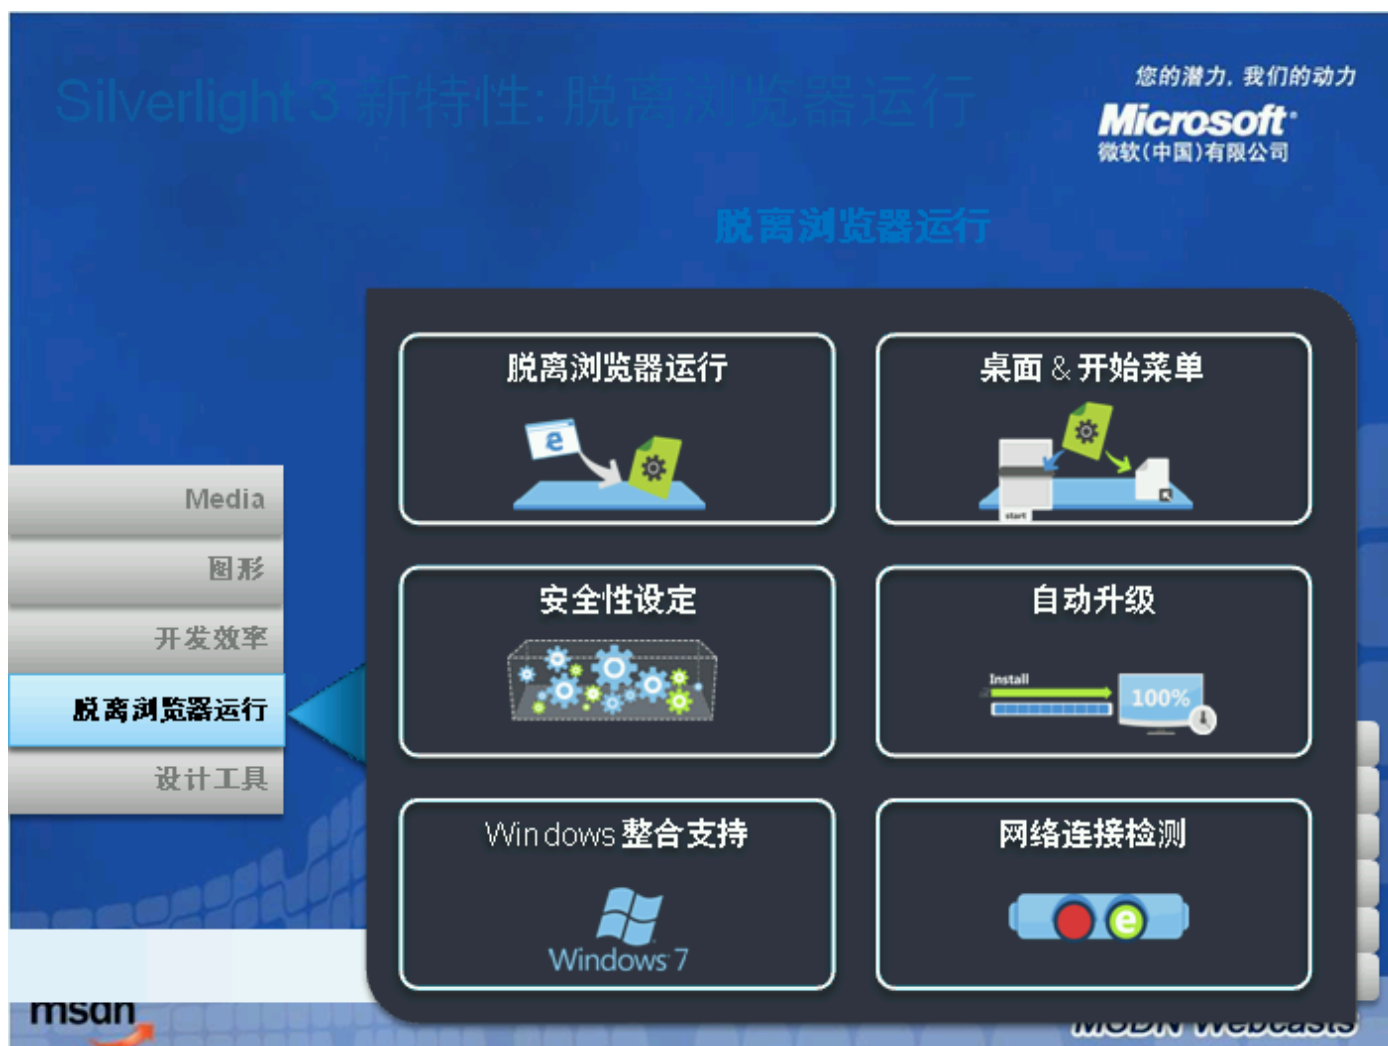 Silverlight 3 新特性: 脱离浏览器运行
您的潜力, 我们的动力
Microsoft
微软(中国)有限公司
脱离浏览器运行
Media
图形
开发效率
脱离浏览器运行
设计工具
脱离浏览器运行
e
桌面 & 开始菜单
start
安全性设定
自动升级
Install
100%
Windows 整合支持
Windows 7
网络连接检测
e
msdn
MSDN Webcasts